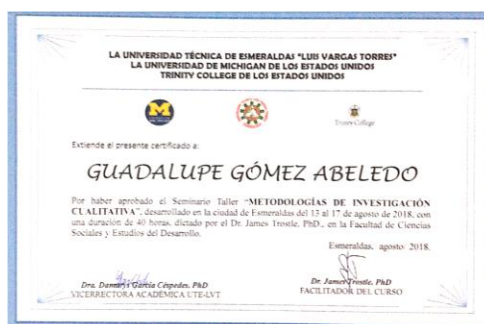 LA UNIVERSIDAD TÉCNICA DE ESMERALDAS "LUIS VARGAS TORRES"
LA UNIVERSIDAD DE MICHIGAN DE LOS ESTADOS UNIDOS
TRINITY COLLEGE DE LOS ESTADOS UNIDOS
M
Trinity College
Extiende el presente certificado a:
GUADALUPE GÓMEZ ABELEDO
Por haber aprobado el Seminario Taller "METODOLOGÍAS DE INVESTIGACIÓN
CUALITATIVA", desarrollado en la ciudad de Esmeraldas del 13 al 17 de agosto de 2018, con
una duración de 40 horas, dictado por el Dr. James Trostle, PhD., en la Facultad de Ciencias
Sociales y Estudios del Desarrollo.
Esmeraldas, agosto 2018.
Dra. García Céspedes, PhD
VICERRECTORA ACADÉMICA UTE-LVT
Dr. James Trostle, PhD
FACILITADOR DEL CURSO